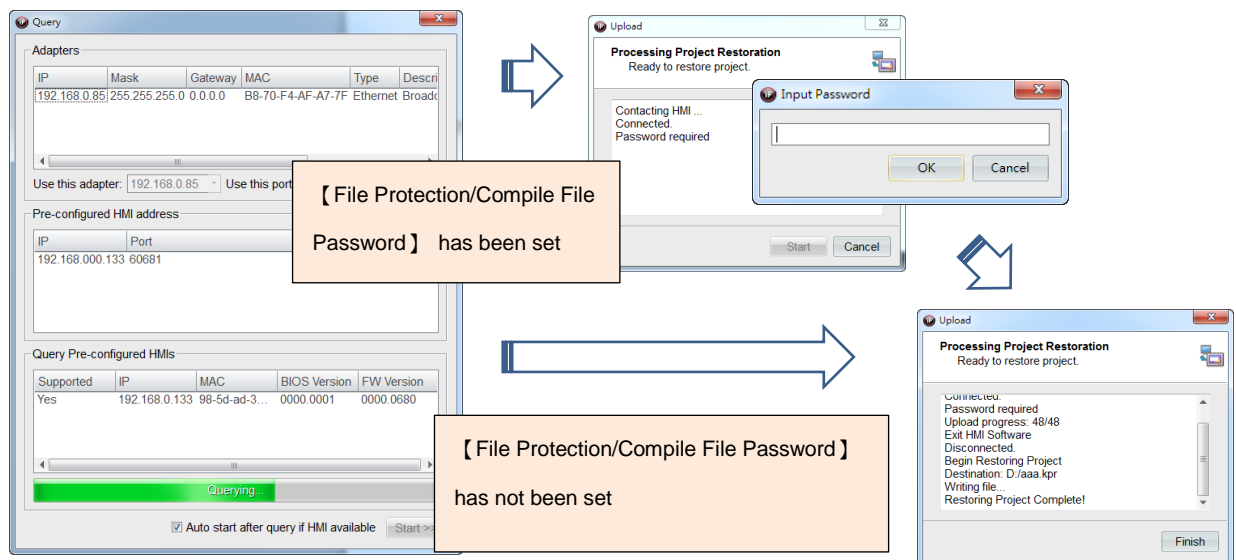 Query
Adapters
IP Mask Gateway MAC Type Descri
192.168.0.85 255.255.255.0 0.0.0.0 B8-70-F4-AF-A7-7F Ethernet Broadc
Use this adapter: 192.168.0.85 Use this port
Pre-configured HMI address
IP Port
192.168.000.133 60681
Query Pre-configured HMIs
Supported IP MAC BIOS Version FW Version
Yes 192.168.0.133 98-5d-ad-3... 0000.0001 0000.0680
Querying...
Auto start after query if HMI available Start >>
【File Protection/Compile File
Password】 has been set
【File Protection/Compile File Password】
has not been set
Upload
Processing Project Restoration
Ready to restore project.
Contacting HMI ...
Connected.
Password required
Start Cancel
Input Password
OK Cancel
Upload
Processing Project Restoration
Ready to restore project.
Connected.
Password required
Upload progress: 48/48
Exit HMI Software
Disconnected.
Begin Restoring Project
Destination: D:/aaa.kpr
Writing file...
Restoring Project Complete!
Finish